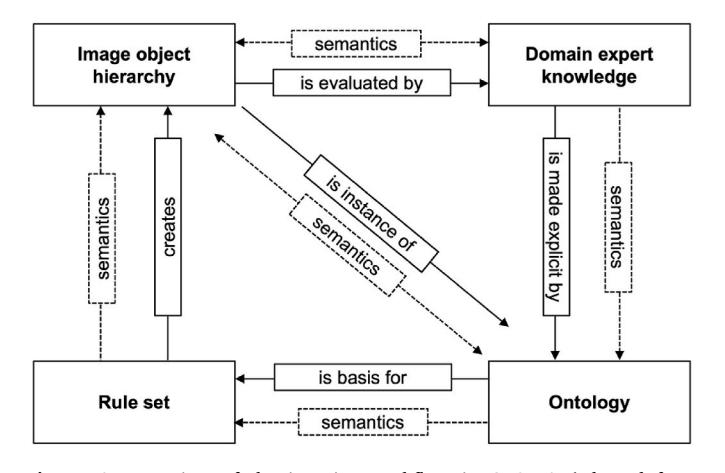 Image object
hierarchy
semantics
is evaluated by
Domain expert
knowledge
semantics
creates
is instance of
semantics
is made explicit by
semantics
Rule set
is basis for
semantics
Ontology